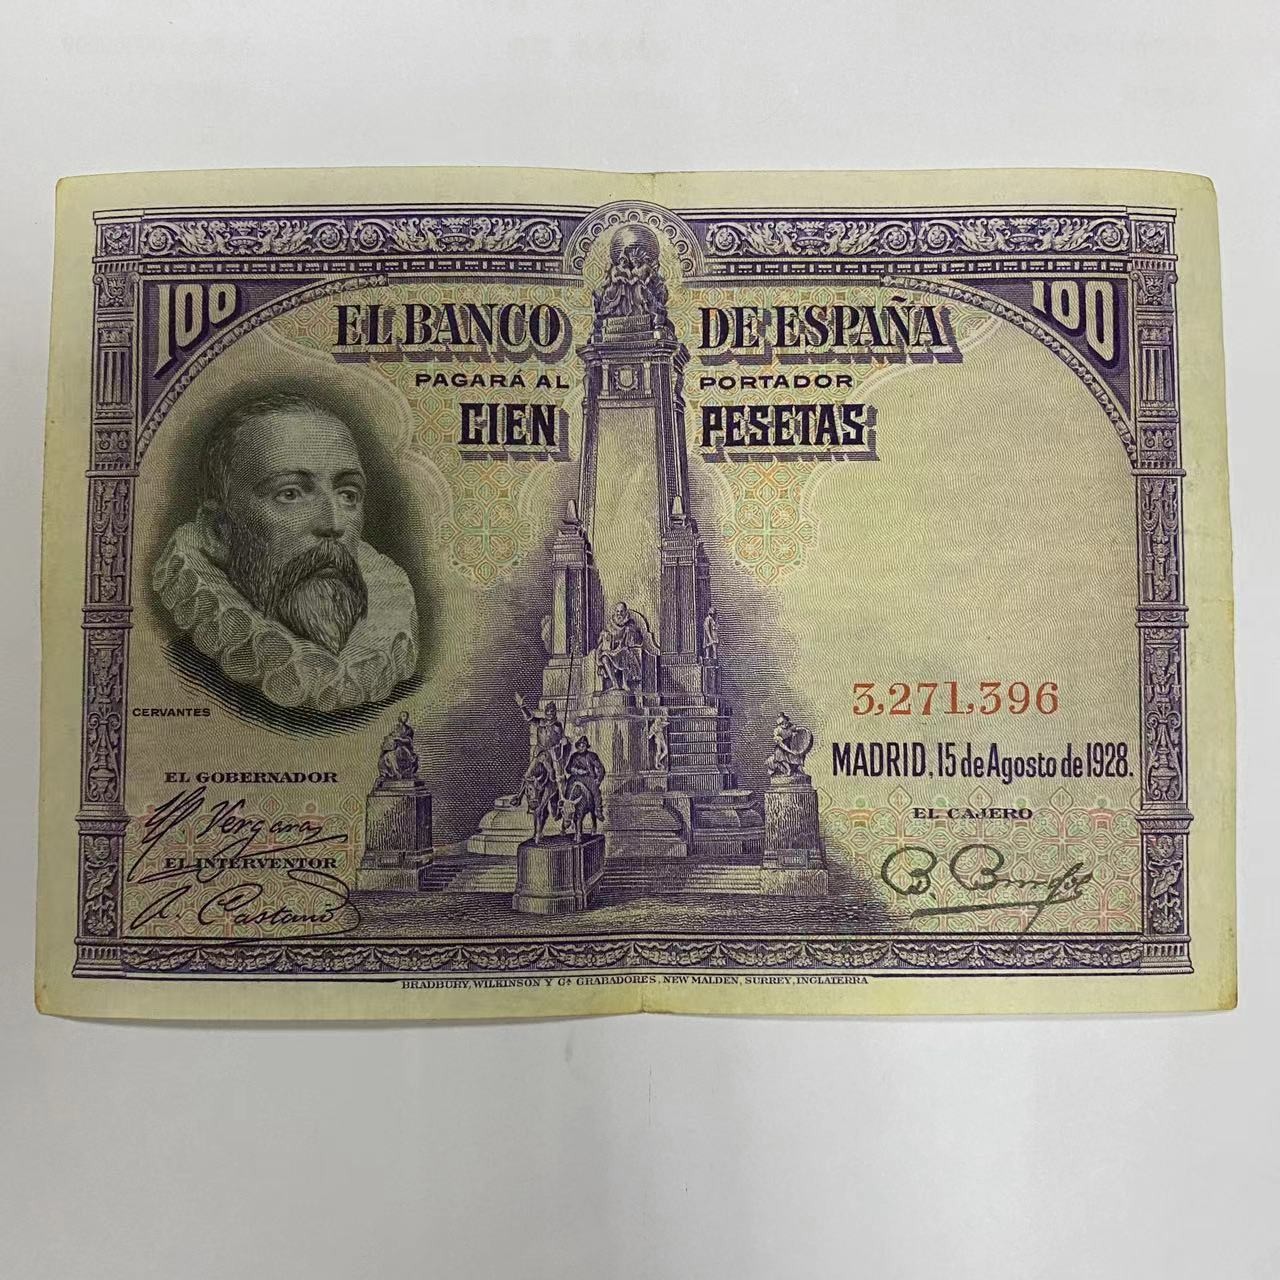 100 100
EL BANCO DE ESPAÑA
PAGARÁ AL PORTADOR
CIEN PESETAS
CERVANTES
3,271,396
MADRID, 15 de Agosto de 1928.
EL GOBERNADOR
Vergara
EL INTERVENTOR
EL CAJERO
BRADBURY, WILKINSON Y Cª GRABADORES, NEW MALDEN, SURREY, INGLATERRA